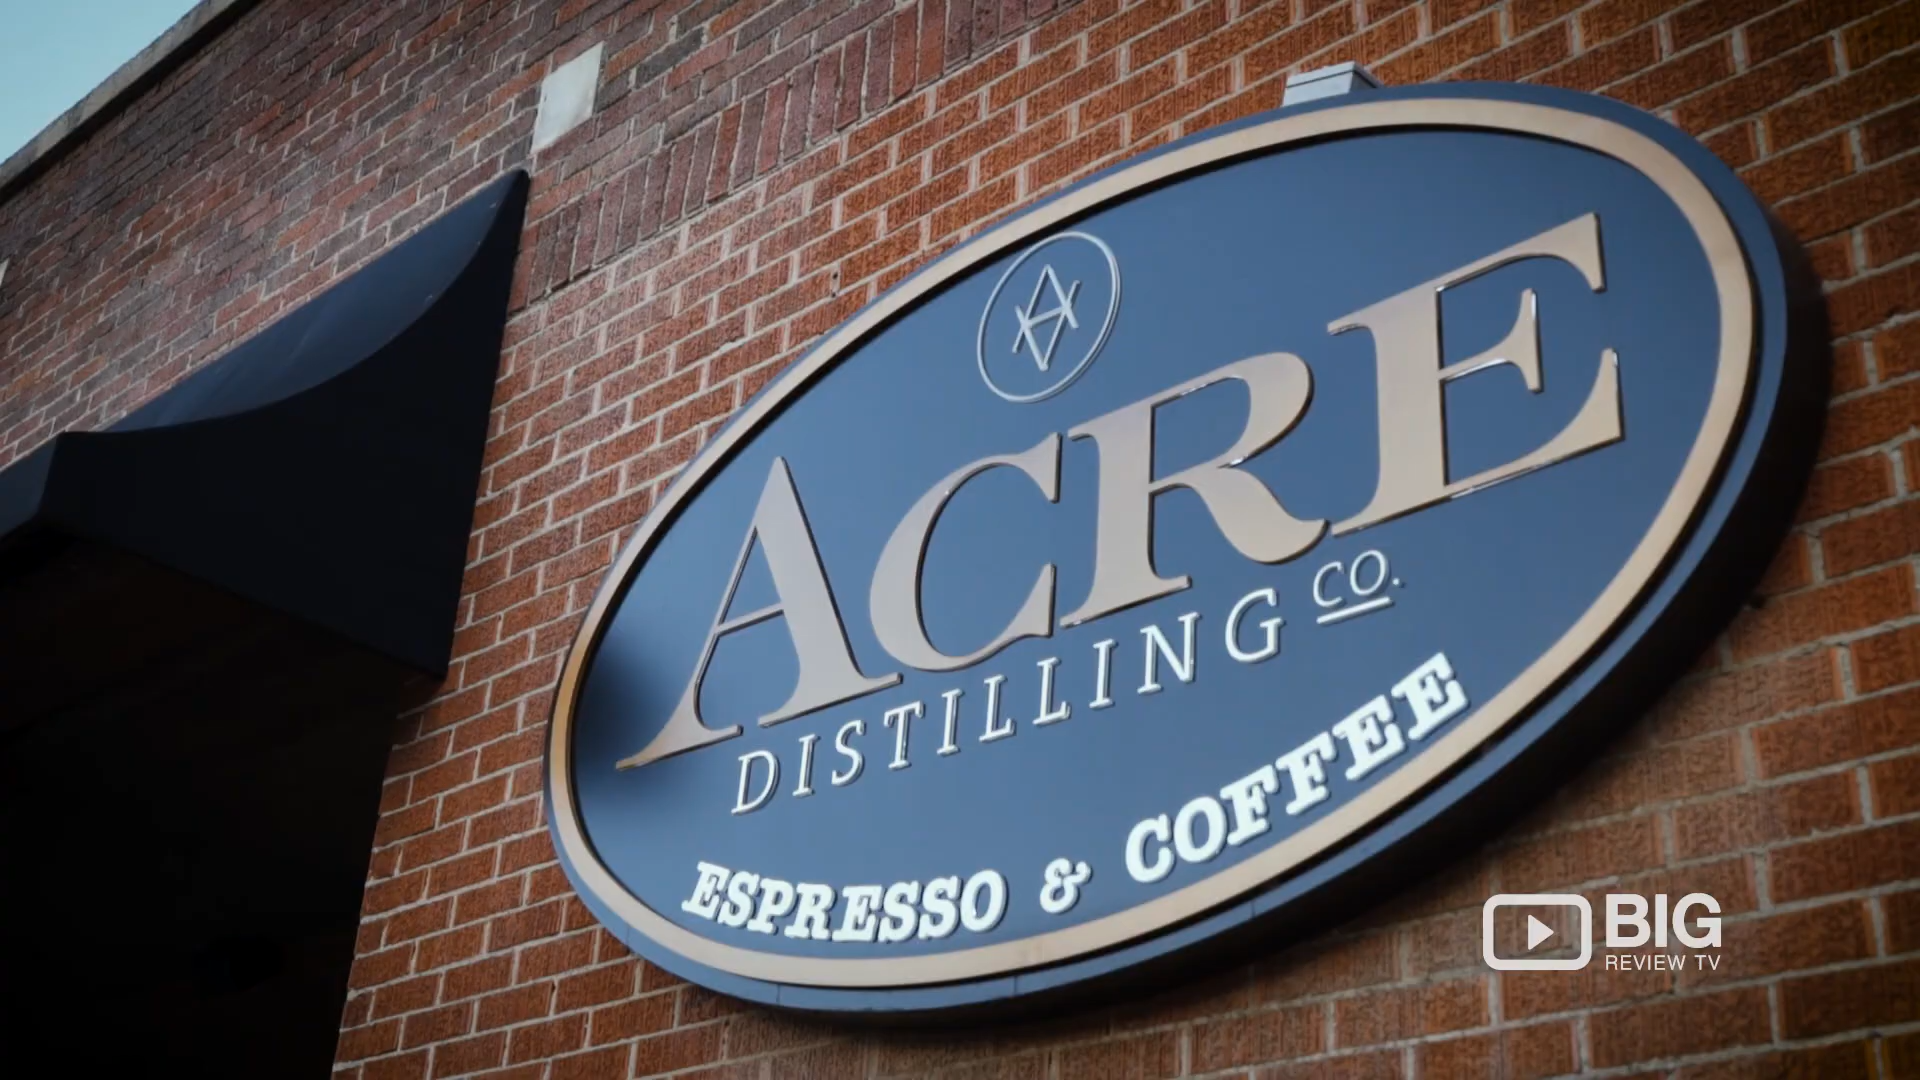 ACRE
DISTILLING CO.
ESPRESSO & COFFEE
BIG
REVIEW TV